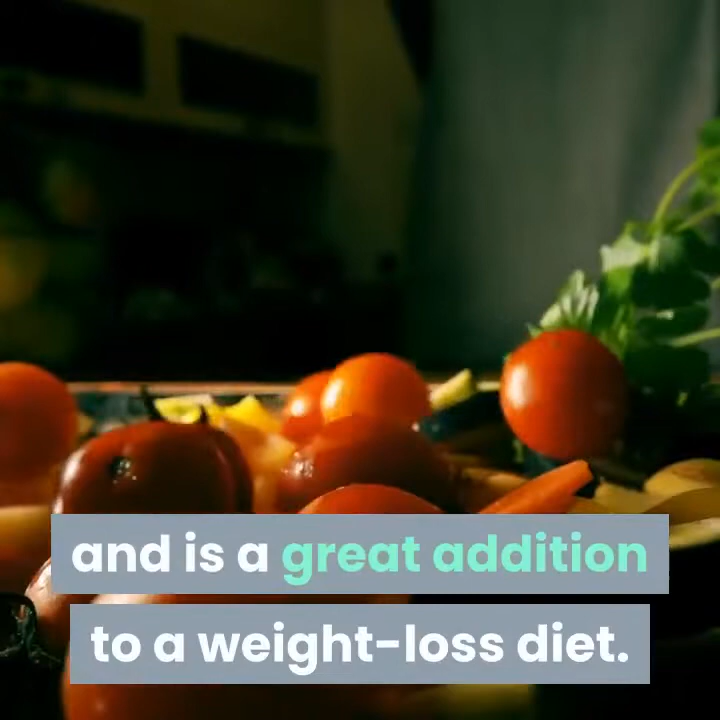 and is a great addition
to a weight-loss diet.